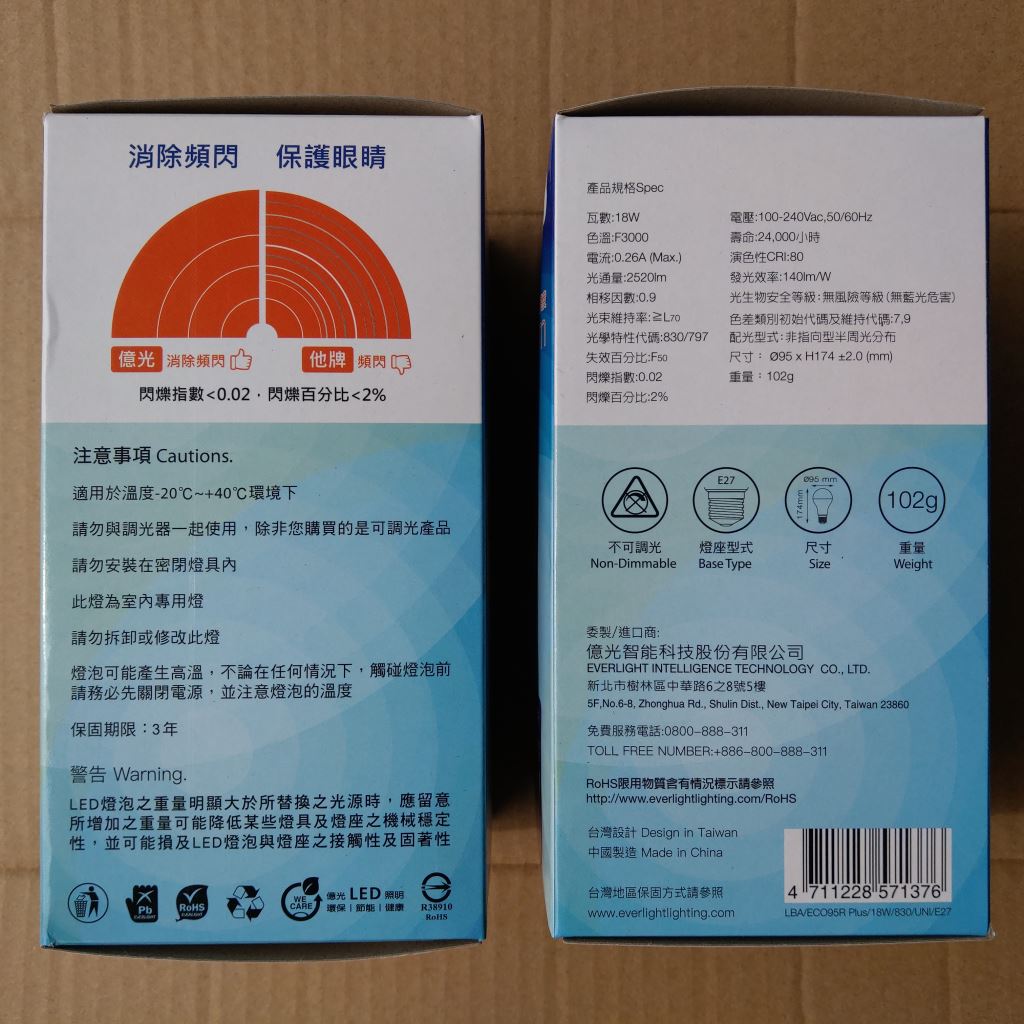 消除頻閃 保護眼睛
億光 消除頻閃 他牌 頻閃
閃爍指數<0.02，閃爍百分比<2%
注意事項 Cautions.
適用於溫度-20℃~+40℃環境下
請勿與調光器一起使用，除非您購買的是可調光產品
請勿安裝在密閉燈具內
此燈為室內專用燈
請勿拆卸或修改此燈
燈泡可能產生高溫，不論在任何情況下，觸碰燈泡前
請務必先關閉電源，並注意燈泡的溫度
保固期限：3年
警告 Warning.
LED燈泡之重量明顯大於所替換之光源時，應留意
所增加之重量可能降低某些燈具及燈座之機械穩定
性，並可能損及LED燈泡與燈座之接觸性及固著性
Pb
RoHS
WE CARE
億光 LED 照明
環保 | 節能 | 健康
R38910
RoHS
產品規格Spec
瓦數:18W
色溫:F3000
電流:0.26A (Max.)
光通量:2520lm
相移因數:0.9
光束維持率:≧L70
光學特性代碼:830/797
失效百分比:F50
閃爍指數:0.02
閃爍百分比:2%
電壓:100-240Vac,50/60Hz
壽命:24,000小時
演色性CRI:80
發光效率:140lm/W
光生物安全等級:無風險等級(無藍光危害)
色差類別初始代碼及維持代碼:7,9
配光型式:非指向型半周光分布
尺寸： Ø95 x H174 ±2.0 (mm)
重量：102g
E27
Ø95 mm
174mm
102g
不可調光 燈座型式 尺寸 重量
Non-Dimmable Base Type Size Weight
委製/進口商:
億光智能科技股份有限公司
EVERLIGHT INTELLIGENCE TECHNOLOGY CO., LTD.
新北市樹林區中華路6之8號5樓
5F,No.6-8, Zhonghua Rd., Shulin Dist., New Taipei City, Taiwan 23860
免費服務電話:0800-888-311
TOLL FREE NUMBER:+886-800-888-311
RoHS限用物質含有情況標示請參照
http://www.everlightlighting.com/RoHS
台灣設計 Design in Taiwan
中國製造 Made in China
台灣地區保固方式請參照
www.everlightlighting.com
4 711228 571376
LBA/ECO95R Plus/18W/830/UNI/E27